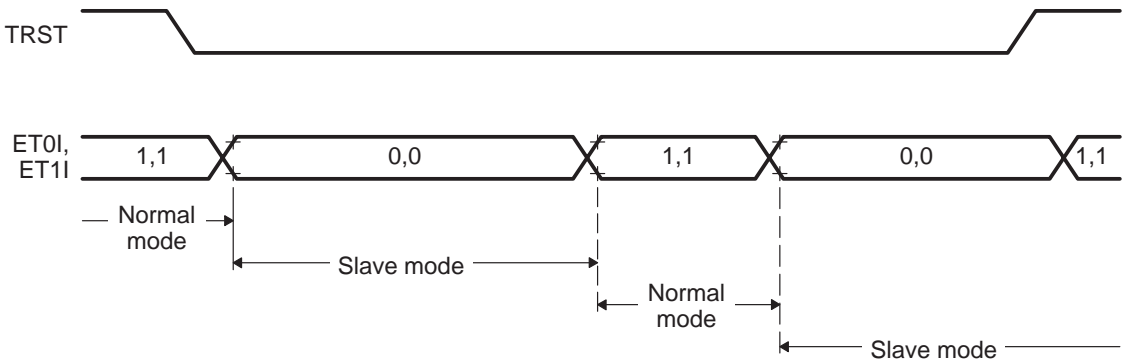 TRST
ET0I,
ET1I
1,1
0,0
1,1
0,0
1,1
Normal
mode
Slave mode
Normal
mode
Slave mode